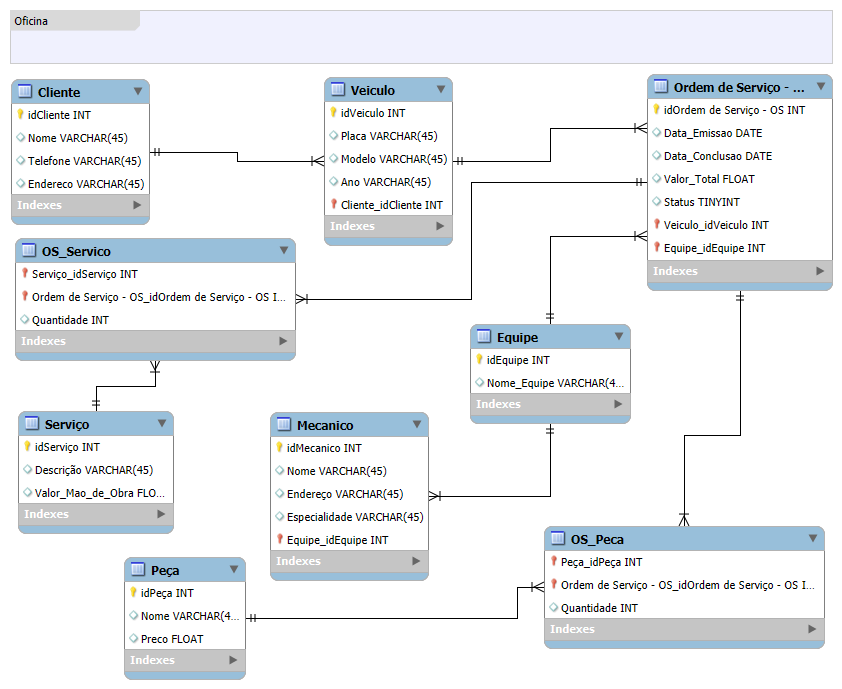 Oficina
Cliente
idCliente INT
Nome VARCHAR(45)
Telefone VARCHAR(45)
Endereco VARCHAR(45)
Indexes
Veiculo
idVeiculo INT
Placa VARCHAR(45)
Modelo VARCHAR(45)
Ano VARCHAR(45)
Cliente_idCliente INT
Indexes
Ordem de Serviço - ...
idOrdem de Serviço - OS INT
Data_Emissao DATE
Data_Conclusao DATE
Valor_Total FLOAT
Status TINYINT
Veiculo_idVeiculo INT
Equipe_idEquipe INT
Indexes
OS_Servico
Serviço_idServiço INT
Ordem de Serviço - OS_idOrdem de Serviço - OS I...
Quantidade INT
Indexes
Equipe
idEquipe INT
Nome_Equipe VARCHAR(4...
Indexes
Serviço
idServiço INT
Descrição VARCHAR(45)
Valor_Mao_de_Obra FLO...
Indexes
Mecanico
idMecanico INT
Nome VARCHAR(45)
Endereço VARCHAR(45)
Especialidade VARCHAR(45)
Equipe_idEquipe INT
Indexes
OS_Peca
Peça_idPeça INT
Ordem de Serviço - OS_idOrdem de Serviço - OS I...
Quantidade INT
Indexes
Peça
idPeça INT
Nome VARCHAR(4...
Preco FLOAT
Indexes